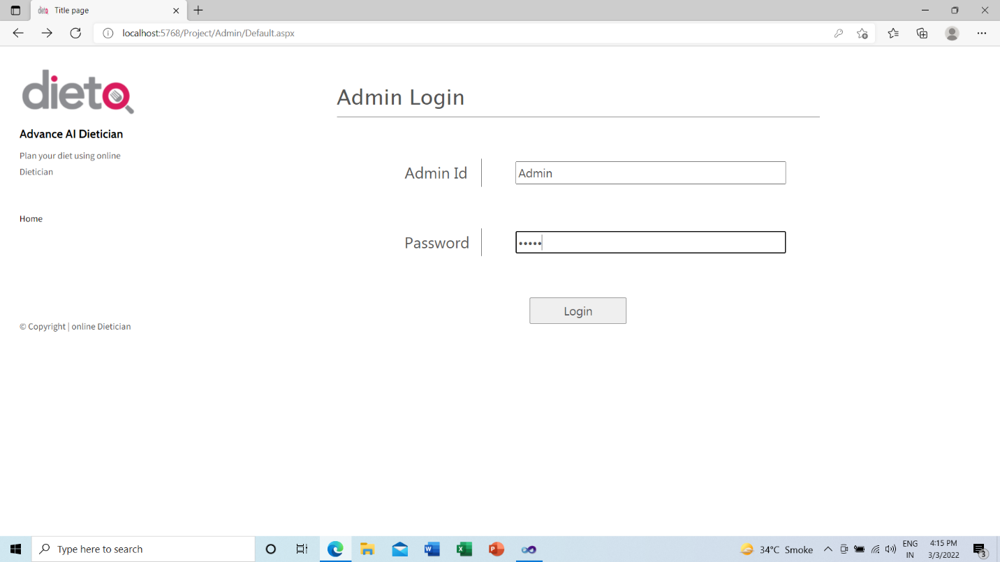 dieto Title page
localhost:5768/Project/Admin/Default.aspx
dieto
Advance AI Dietician
Plan your diet using online
Dietician
Home
© Copyright | online Dietician
Admin Login
Admin Id
Admin
Password
•••••
Login
Type here to search
34°C Smoke
ENG
IN
4:15 PM
3/3/2022
3